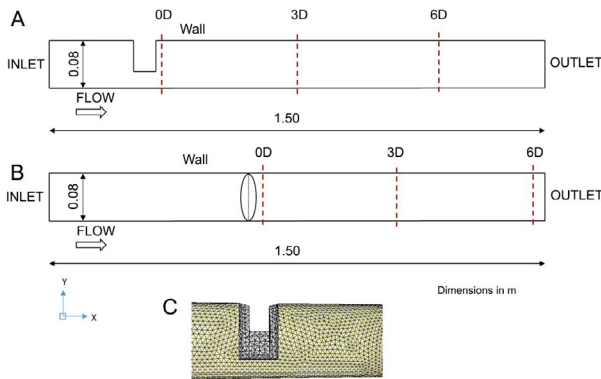 A
0D
3D
6D
Wall
INLET
0.08
OUTLET
FLOW
1.50
B
Wall
0D
3D
6D
INLET
0.08
OUTLET
FLOW
1.50
Y
X
C
Dimensions in m